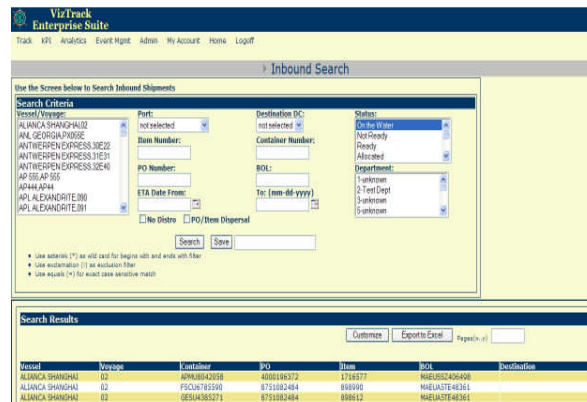 VizTrack
Enterprise Suite
Track KPI Analytics Event Mgmt Admin My Account Home Logoff
Inbound Search
Use the Screen below to Search Inbound Shipments
Search Criteria
Vessel/Voyage: Port: Destination DC: Status:
ALIANCA SHANGHAI,02 not selected not selected On the Water
ANL GEORGIA,PX055E Item Number: Container Number: Not Ready
ANTWERPEN EXPRESS,30E22 Ready
ANTWERPEN EXPRESS,31E31 Allocated
ANTWERPEN EXPRESS,32E40 PO Number: BOL: Department:
AP 555,AP 555 1-unknown
AP444,AP44 2-Test Dept
APL ALEXANDRITE,090 ETA Date From: To: (mm-dd-yyyy) 3-unknown
APL ALEXANDRITE,091 5-unknown
No Distro PO/Item Dispersal
Search Save
Use asterisk (*) as wild card for begins with and ends with filter
Use exclamation (!) as exclusion filter
Use equals (=) for exact case sensitive match
Search Results
Customize Export to Excel Pages(n..z)
Vessel Voyage Container PO Item BOL Destination
ALIANCA SHANGHAI 02 APMU8042058 4000196372 1716577 MAEUSSZ406498
ALIANCA SHANGHAI 02 FSCU6785590 8751082484 898990 MAEUASTE48361
ALIANCA SHANGHAI 02 GESU4385271 8751082484 898612 MAEUASTE48361